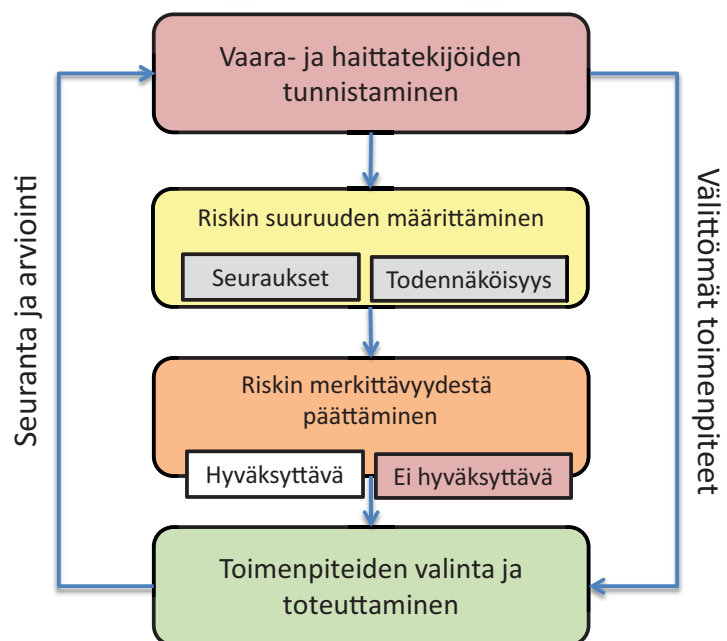 Vaara- ja haittatekijöiden
tunnistaminen
Riskin suuruuden määrittäminen
Seuraukset
Todennäköisyys
Riskin merkittävyydestä
päättäminen
Hyväksyttävä
Ei hyväksyttävä
Toimenpiteiden valinta ja
toteuttaminen
Seuranta ja arviointi
Välittömät toimenpiteet